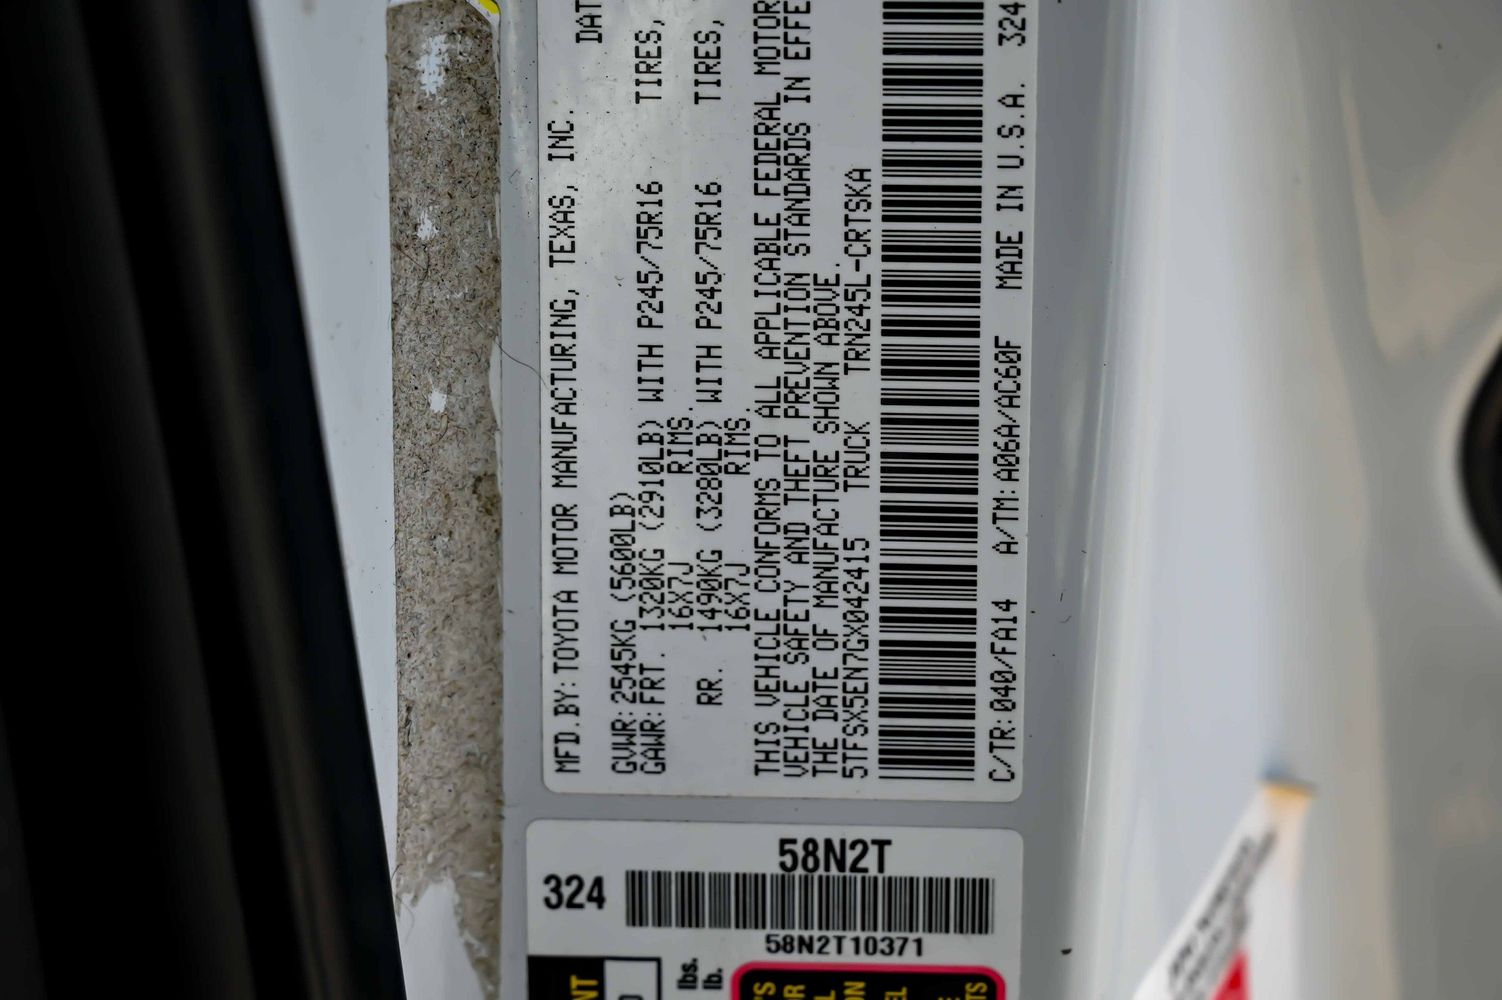 MFD.BY:TOYOTA MOTOR MANUFACTURING, TEXAS, INC. DAT
GVWR:2545KG (5600LB)
GAWR:FRT. 1320KG (2910LB) WITH P245/75R16 TIRES,
16X7J RIMS.
RR. 1490KG (3280LB) WITH P245/75R16 TIRES,
16X7J RIMS.
THIS VEHICLE CONFORMS TO ALL APPLICABLE FEDERAL MOTOR
VEHICLE SAFETY AND THEFT PREVENTION STANDARDS IN EFFE
THE DATE OF MANUFACTURE SHOWN ABOVE.
5TFSX5EN7GX042415 TRUCK TRN245L-CRTSKA
C/TR:040/FA14 A/TM:A06A/AC60F MADE IN U.S.A. 324
58N2T
324
58N2T10371
lbs.
lb.